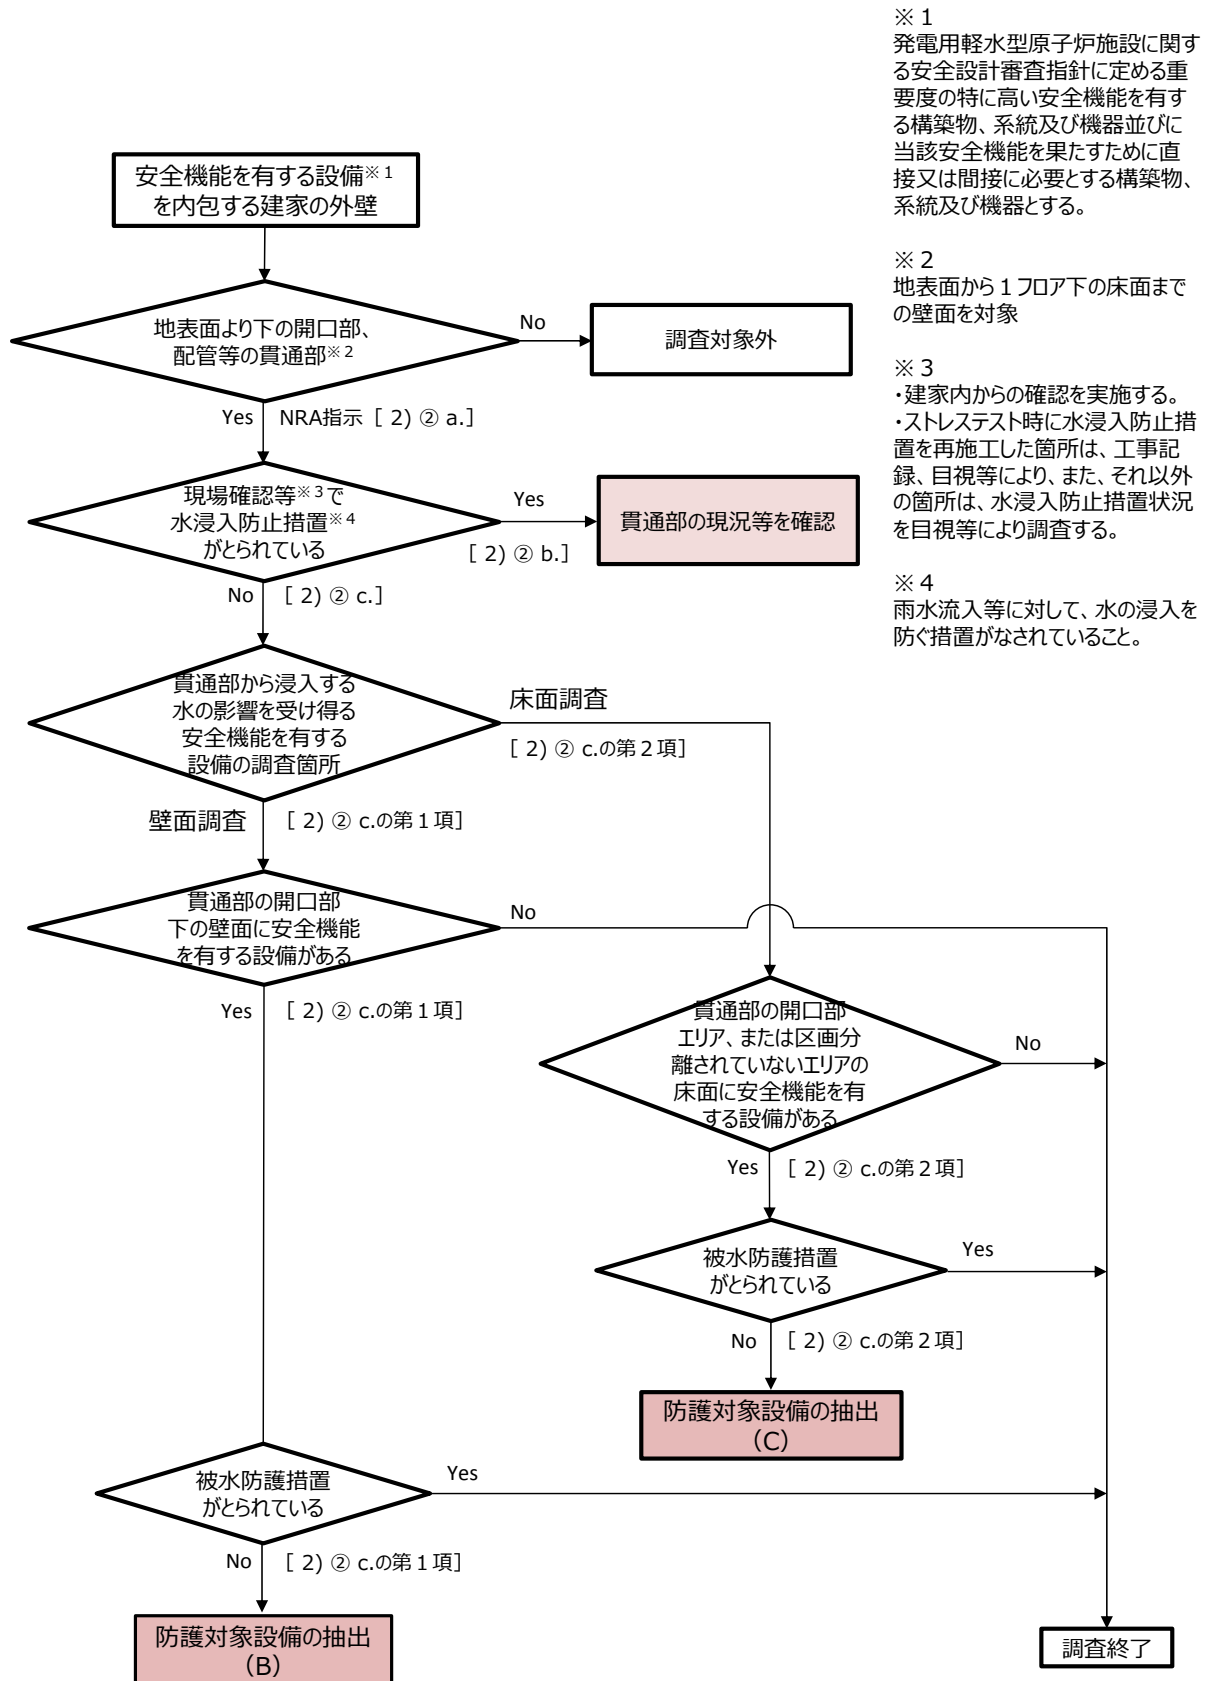 ※１
発電用軽水型原子炉施設に関す
る安全設計審査指針に定める重
要度の特に高い安全機能を有す
る構築物、系統及び機器並びに
当該安全機能を果たすために直
接又は間接に必要とする構築物、
系統及び機器とする。
※２
地表面から１フロア下の床面まで
の壁面を対象
※３
・建家内からの確認を実施する。
・ストレステスト時に水浸入防止措
置を再施工した箇所は、工事記
録、目視等により、また、それ以外
の箇所は、水浸入防止措置状況
を目視等により調査する。
※４
雨水流入等に対して、水の浸入を
防ぐ措置がなされていること。
安全機能を有する設備※１
を内包する建家の外壁
地表面より下の開口部、
配管等の貫通部※２
No
調査対象外
Yes
NRA指示［ 2) ② a.］
現場確認等※３で
水浸入防止措置※４
がとられている
Yes
［ 2) ② b.］
貫通部の現況等を確認
No
［ 2) ② c.］
貫通部から浸入する
水の影響を受け得る
安全機能を有する
設備の調査箇所
床面調査
［ 2) ② c.の第２項］
壁面調査
［ 2) ② c.の第１項］
貫通部の開口部
下の壁面に安全機能
を有する設備がある
No
Yes
［ 2) ② c.の第１項］
貫通部の開口部
エリア、または区画分
離されていないエリアの
床面に安全機能を有
する設備がある
No
Yes
［ 2) ② c.の第２項］
被水防護措置
がとられている
Yes
No
［ 2) ② c.の第２項］
防護対象設備の抽出
（C）
被水防護措置
がとられている
Yes
No
［ 2) ② c.の第１項］
防護対象設備の抽出
（B）
調査終了